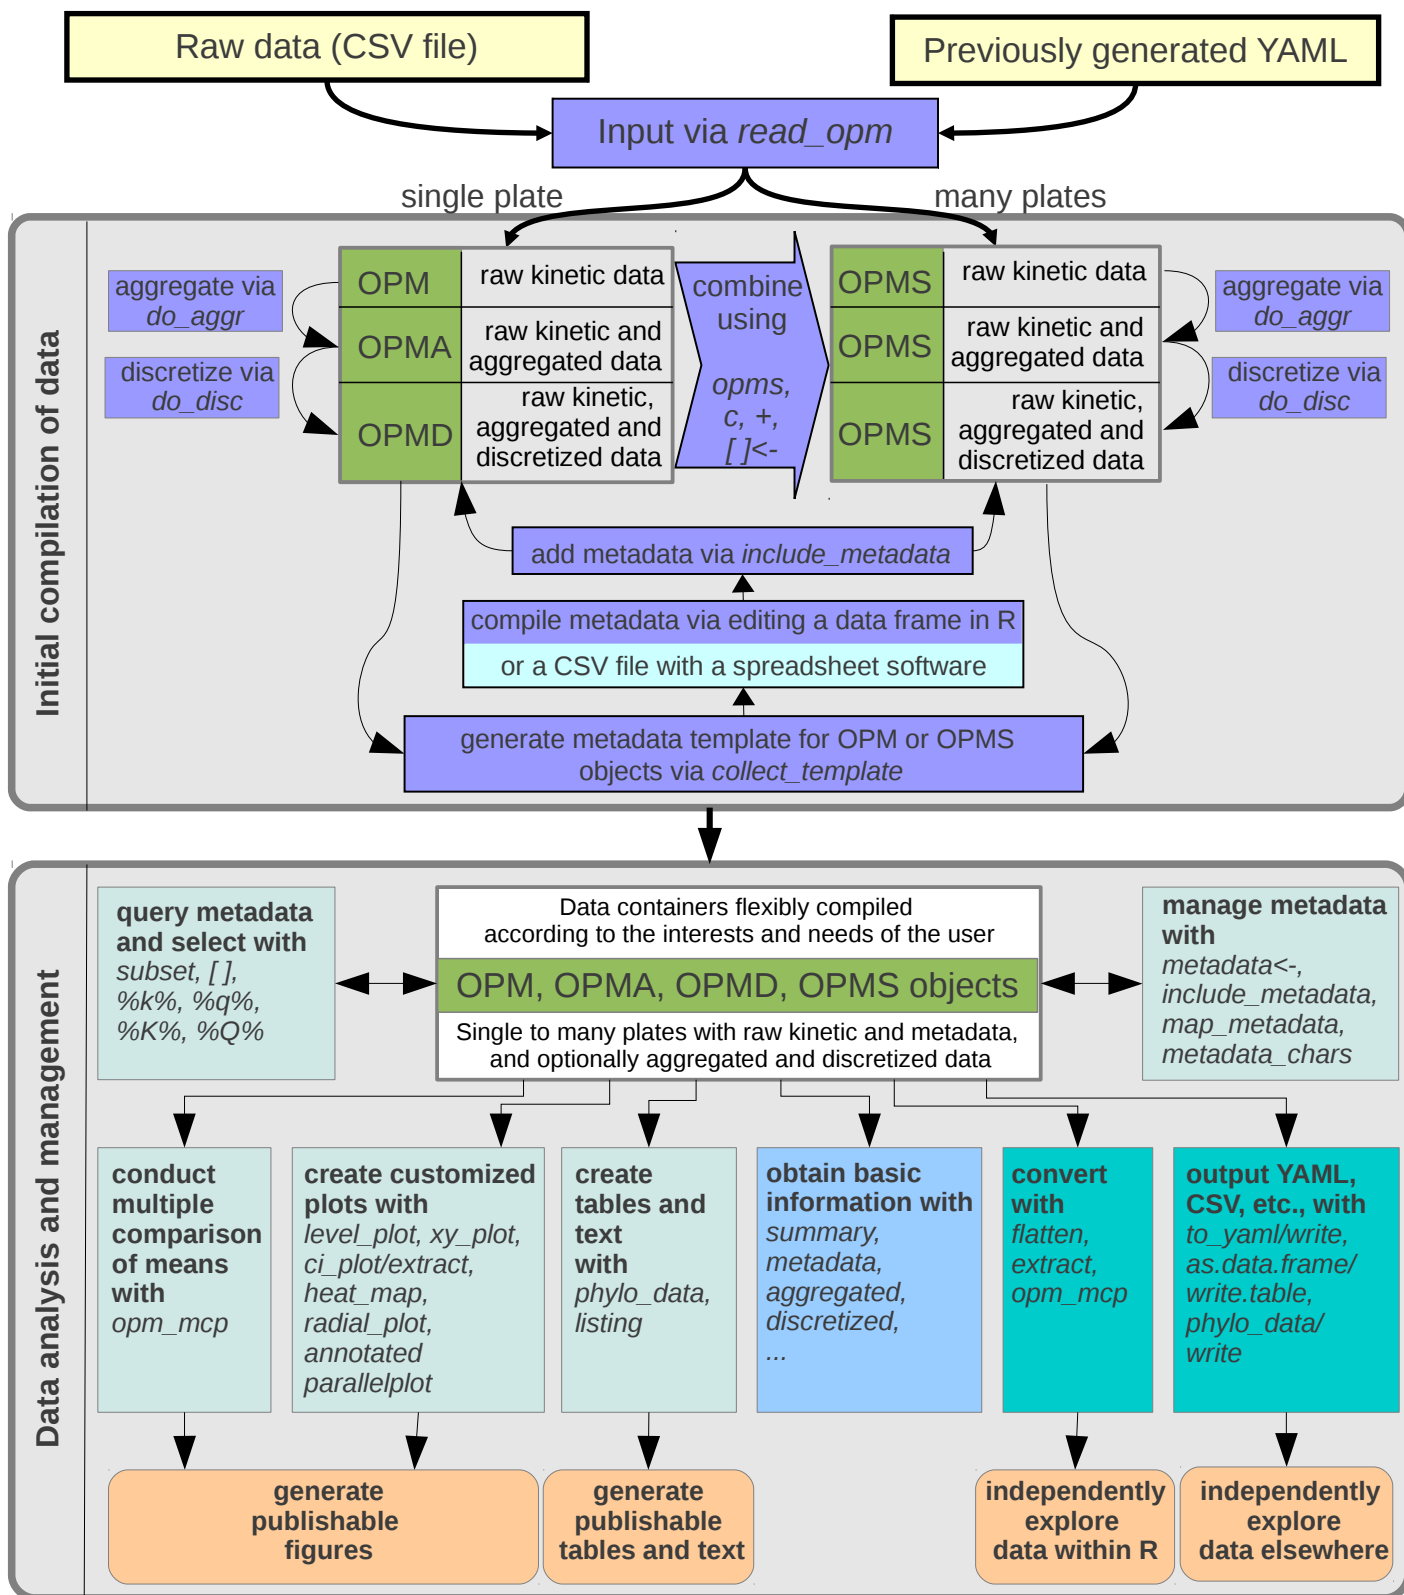 Raw data (CSV file)
Previously generated YAML
Input via read_opm
single plate
many plates
Initial compilation of data
aggregate via
do_aggr
discretize via
do_disc
OPM
raw kinetic data
OPMA
raw kinetic and
aggregated data
OPMD
raw kinetic,
aggregated and
discretized data
combine
using
opms,
c, +,
[ ]<-
OPMS
raw kinetic data
OPMS
raw kinetic and
aggregated data
OPMS
raw kinetic,
aggregated and
discretized data
aggregate via
do_aggr
discretize via
do_disc
add metadata via include_metadata
compile metadata via editing a data frame in R
or a CSV file with a spreadsheet software
generate metadata template for OPM or OPMS
objects via collect_template
Data analysis and management
query metadata
and select with
subset, [ ],
%k%, %q%,
%K%, %Q%
Data containers flexibly compiled
according to the interests and needs of the user
OPM, OPMA, OPMD, OPMS objects
Single to many plates with raw kinetic and metadata,
and optionally aggregated and discretized data
manage metadata
with
metadata<-,
include_metadata,
map_metadata,
metadata_chars
conduct
multiple
comparison
of means
with
opm_mcp
create customized
plots with
level_plot, xy_plot,
ci_plot/extract,
heat_map,
radial_plot,
annotated
parallelplot
create
tables and
text
with
phylo_data,
listing
obtain basic
information with
summary,
metadata,
aggregated,
discretized,
...
convert
with
flatten,
extract,
opm_mcp
output YAML,
CSV, etc., with
to_yaml/write,
as.data.frame/
write.table,
phylo_data/
write
generate
publishable
figures
generate
publishable
tables and text
independently
explore
data within R
independently
explore
data elsewhere